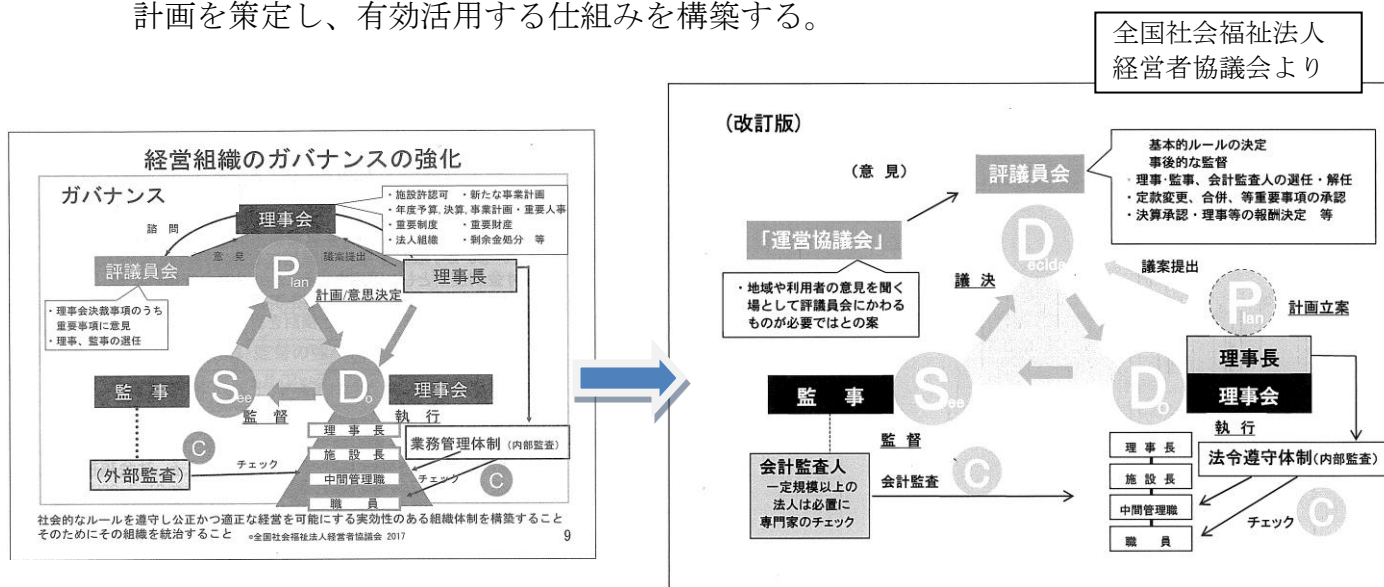 計画を策定し、有効活用する仕組みを構築する。
全国社会福祉法人
経営者協議会より
経営組織のガバナンスの強化
ガバナンス
・施設許認可 ・新たな事業計画
・年度予算,決算,事業計画・重要人事
・重要制度 ・重要財産
・法人組織 ・剰余金処分 等
理事会
諮 問
意 見
議案提出
評議員会
Plan
理事長
計画/意思決定
・理事会決裁事項のうち
重要事項に意見
・理事、監事の選任
監 事
See
Do
理事会
監 督
執 行
理 事 長
施 設 長
中間管理職
職 員
業務管理体制(内部監査)
C
(外部監査)
チェック
チェック
C
社会的なルールを遵守し公正かつ適正な経営を可能にする実効性のある組織体制を構築すること
そのためにその組織を統治すること ©全国社会福祉法人経営者協議会 2017
9
(改訂版)
(意 見)
評議員会
基本的ルールの決定
事後的な監督
・理事・監事、会計監査人の選任・解任
・定款変更、合併、等重要事項の承認
・決算承認・理事等の報酬決定 等
「運営協議会」
・地域や利用者の意見を聞く
場として評議員会にかわる
ものが必要ではとの案
Decide
議 決
議案提出
Plan
計画立案
理事長
理事会
監 事
See
Do
監 督
執 行
会計監査人
一定規模以上の
法人は必置に
専門家のチェック
会計監査
C
理 事 長
施 設 長
中間管理職
職 員
法令遵守体制(内部監査)
チェック
C